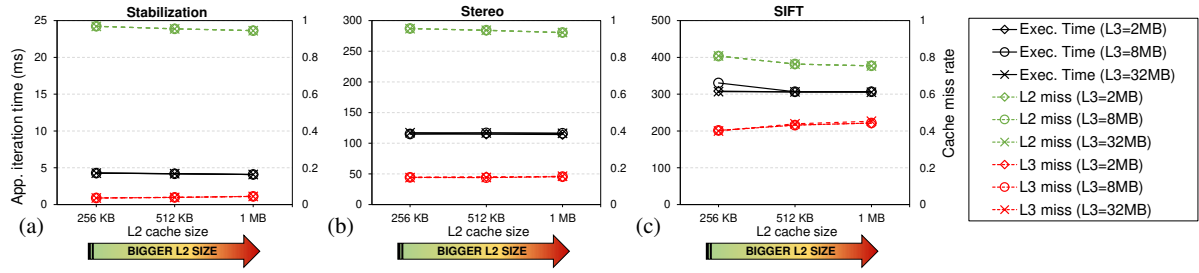 Stabilization
Stereo
SIFT
App. iteration time (ms)
25
20
15
10
5
0
1
0.8
0.6
0.4
0.2
0
256 KB
512 KB
1 MB
L2 cache size
(a)
BIGGER L2 SIZE
300
250
200
150
100
50
0
1
0.8
0.6
0.4
0.2
0
256 KB
512 KB
1 MB
L2 cache size
(b)
BIGGER L2 SIZE
500
400
300
200
100
0
1
0.8
0.6
0.4
0.2
0
Cache miss rate
256 KB
512 KB
1 MB
L2 cache size
(c)
BIGGER L2 SIZE
Exec. Time (L3=2MB)
Exec. Time (L3=8MB)
Exec. Time (L3=32MB)
L2 miss (L3=2MB)
L2 miss (L3=8MB)
L2 miss (L3=32MB)
L3 miss (L3=2MB)
L3 miss (L3=8MB)
L3 miss (L3=32MB)